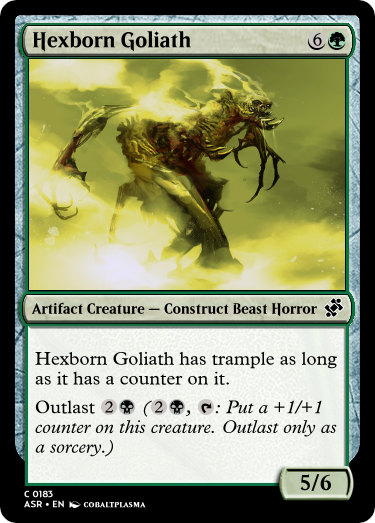 Hexborn Goliath 6
Artifact Creature — Construct Beast Horror
Hexborn Goliath has trample as long
as it has a counter on it.
Outlast 2 (2, : Put a +1/+1
counter on this creature. Outlast only as
a sorcery.)
5/6
C 0183
ASR • EN COBALTPLASMA